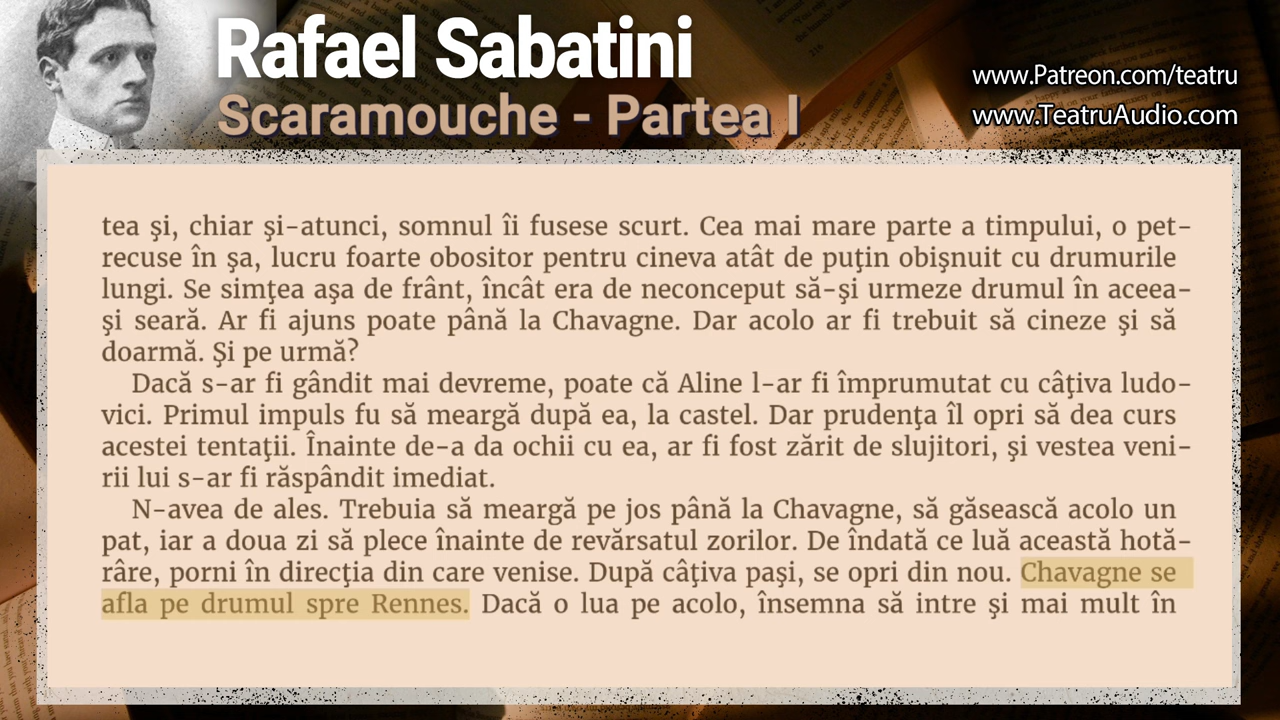 Rafael Sabatini
Scaramouche - Partea I
www.Patreon.com/teatru
www.TeatruAudio.com
tea şi, chiar şi-atunci, somnul îi fusese scurt. Cea mai mare parte a timpului, o pet-
recuse în şa, lucru foarte obositor pentru cineva atât de puţin obişnuit cu drumurile
lungi. Se simţea aşa de frânt, încât era de neconceput să-şi urmeze drumul în aceea-
şi seară. Ar fi ajuns poate până la Chavagne. Dar acolo ar fi trebuit să cineze şi să
doarmă. Şi pe urmă?
Dacă s-ar fi gândit mai devreme, poate că Aline l-ar fi împrumutat cu câţiva ludo-
vici. Primul impuls fu să meargă după ea, la castel. Dar prudenţa îl opri să dea curs
acestei tentaţii. Înainte de-a da ochii cu ea, ar fi fost zărit de slujitori, şi vestea veni-
rii lui s-ar fi răspândit imediat.
N-avea de ales. Trebuia să meargă pe jos până la Chavagne, să găsească acolo un
pat, iar a doua zi să plece înainte de revărsatul zorilor. De îndată ce luă această hotă-
râre, porni în direcţia din care venise. După câţiva paşi, se opri din nou. Chavagne se
afla pe drumul spre Rennes. Dacă o lua pe acolo, însemna să intre şi mai mult în